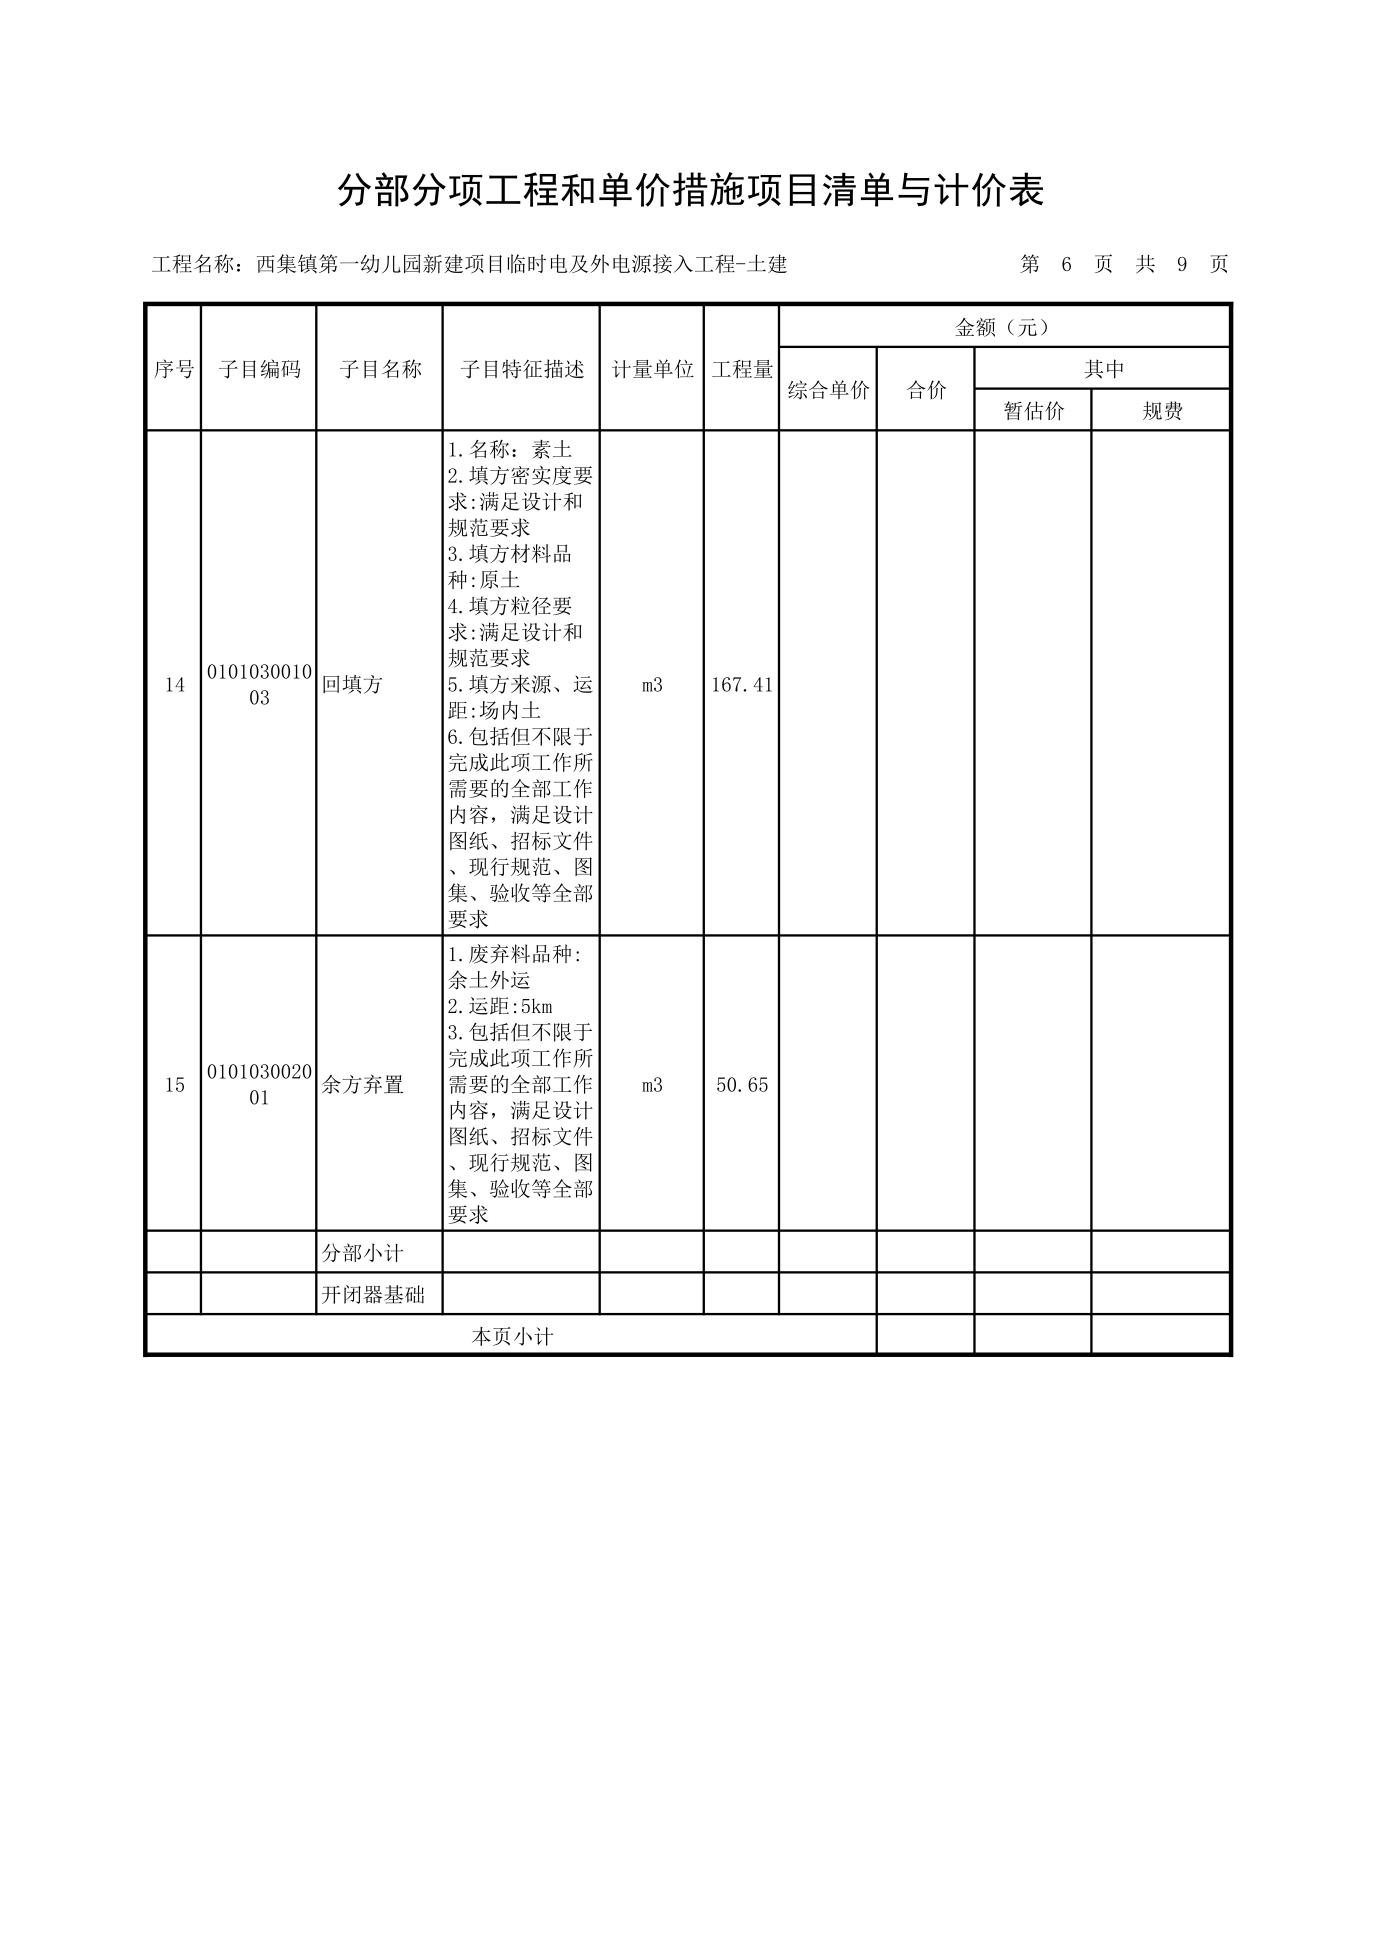 分部分项工程和单价措施项目清单与计价表
工程名称：西集镇第一幼儿园新建项目临时电及外电源接入工程-土建
第 6 页 共 9 页
序号
子目编码
子目名称
子目特征描述
计量单位
工程量
金额（元）
综合单价
合价
其中
暂估价
规费
14
0101030010
03
回填方
1.名称：素土
2.填方密实度要
求:满足设计和
规范要求
3.填方材料品
种:原土
4.填方粒径要
求:满足设计和
规范要求
5.填方来源、运
距:场内土
6.包括但不限于
完成此项工作所
需要的全部工作
内容，满足设计
图纸、招标文件
、现行规范、图
集、验收等全部
要求
m3
167.41
15
0101030020
01
余方弃置
1.废弃料品种:
余土外运
2.运距:5km
3.包括但不限于
完成此项工作所
需要的全部工作
内容，满足设计
图纸、招标文件
、现行规范、图
集、验收等全部
要求
m3
50.65
分部小计
开闭器基础
本页小计